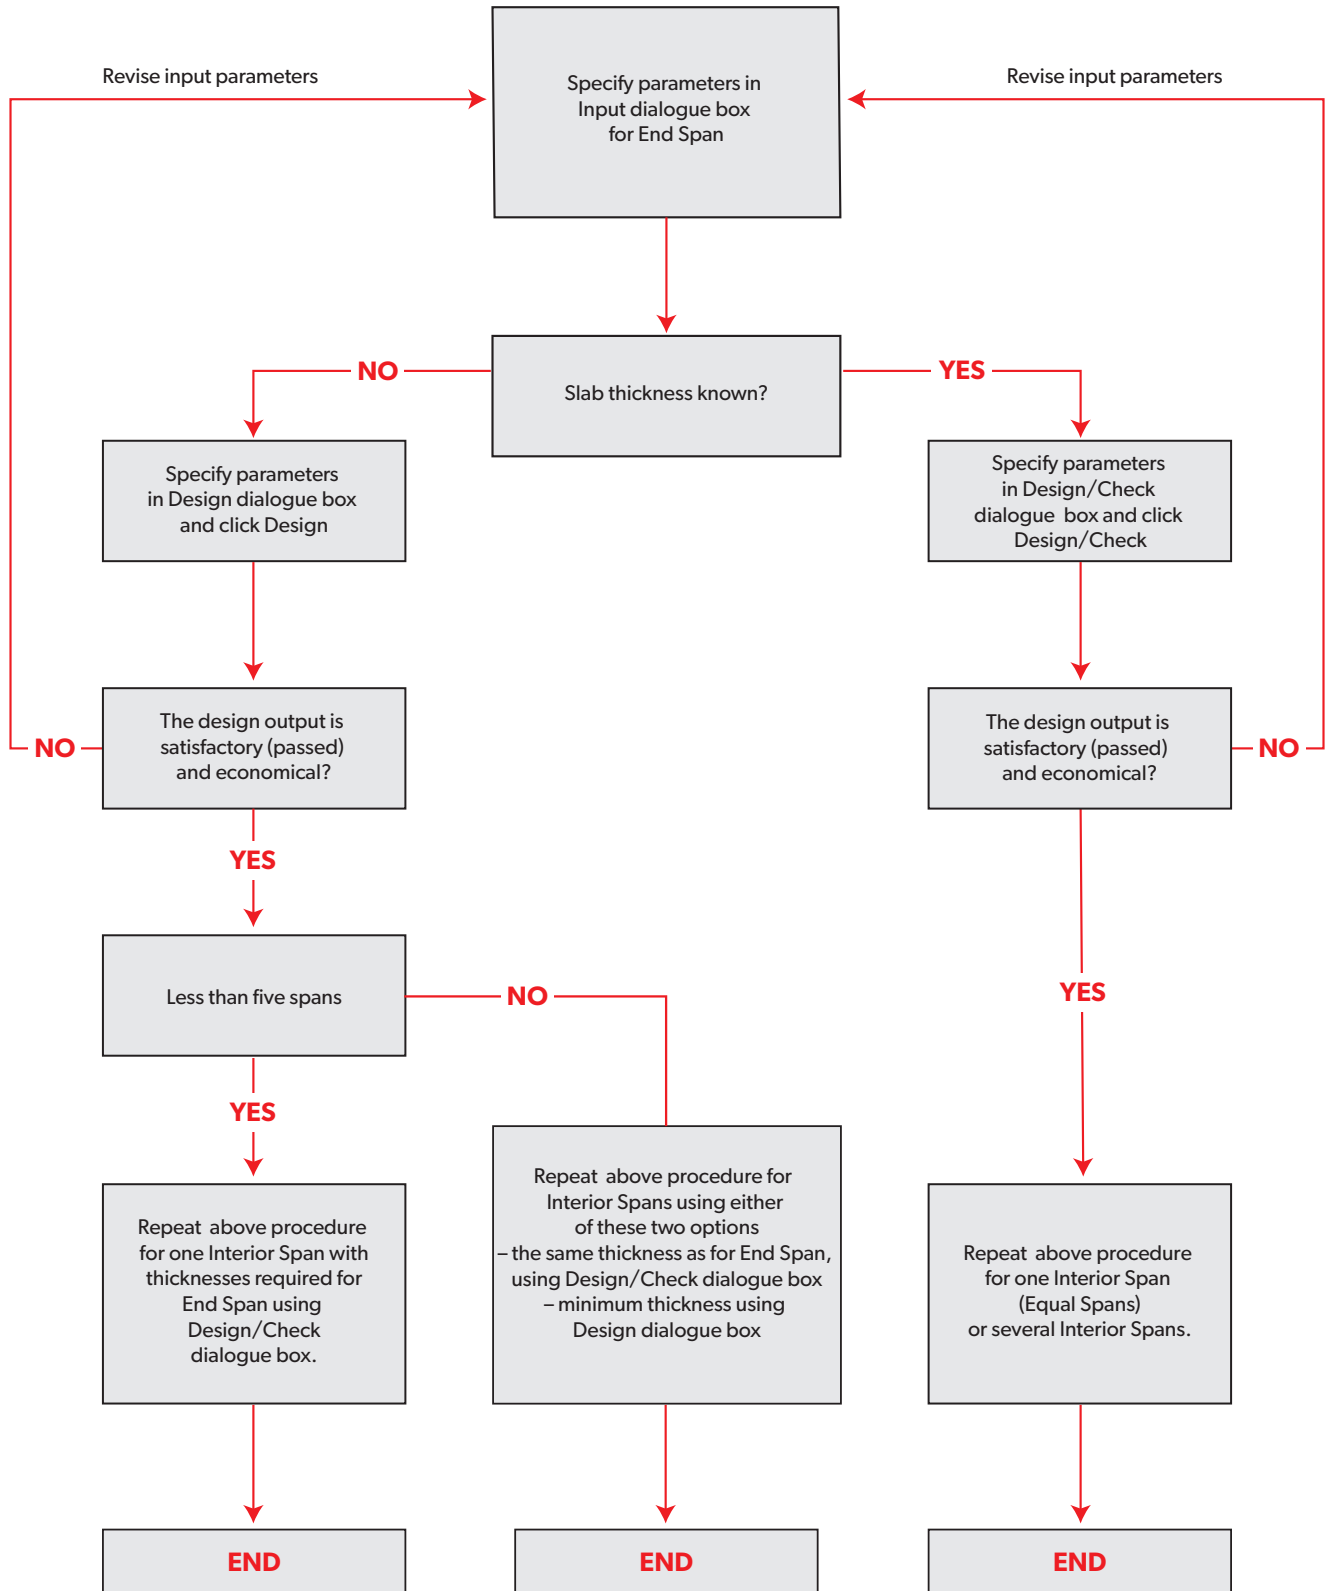 Revise input parameters
Specify parameters in
Input dialogue box
for End Span
Revise input parameters
NO
Slab thickness known?
YES
Specify parameters
in Design dialogue box
and click Design
Specify parameters
in Design/Check
dialogue box and click
Design/Check
NO
The design output is
satisfactory (passed)
and economical?
The design output is
satisfactory (passed)
and economical?
NO
YES
Less than five spans
NO
YES
YES
Repeat above procedure
for one Interior Span with
thicknesses required for
End Span using
Design/Check
dialogue box.
Repeat above procedure for
Interior Spans using either
of these two options
– the same thickness as for End Span,
using Design/Check dialogue box
– minimum thickness using
Design dialogue box
Repeat above procedure
for one Interior Span
(Equal Spans)
or several Interior Spans.
END
END
END